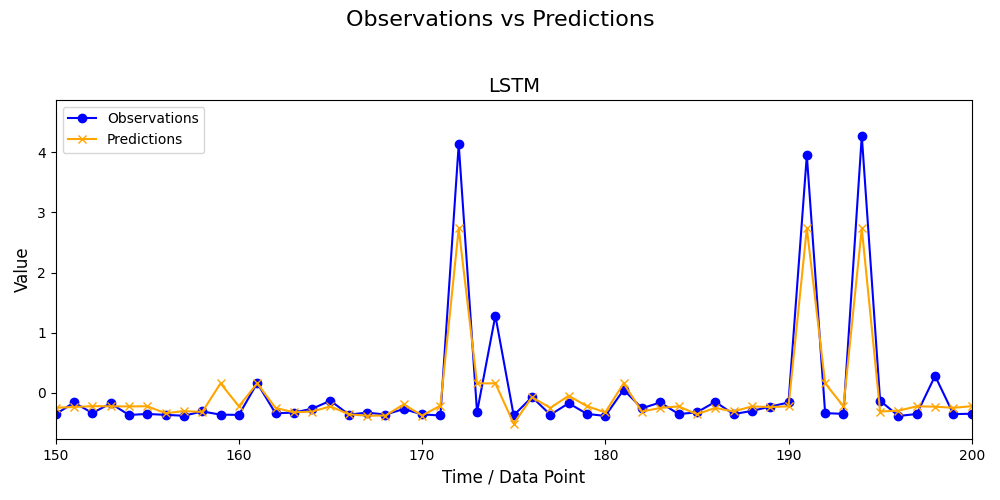 Observations vs Predictions
LSTM
Observations
Predictions
4
3
2
1
0
Value
150
160
170
180
190
200
Time / Data Point